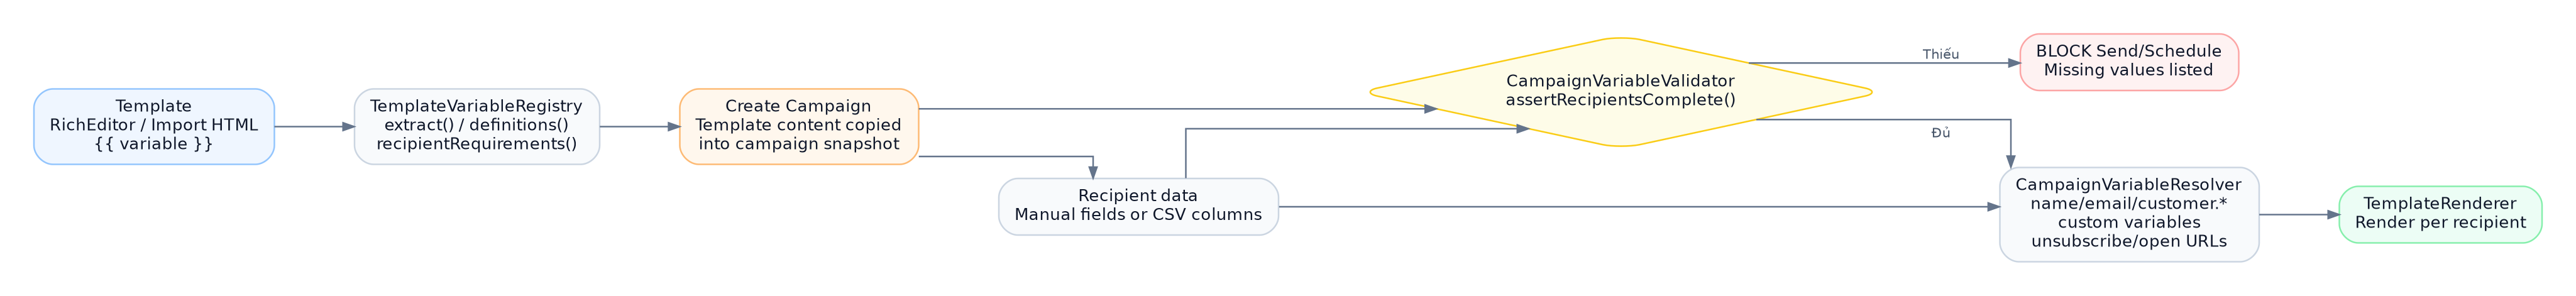 Template
RichEditor / Import HTML
{{ variable }}
TemplateVariableRegistry
extract() / definitions()
recipientRequirements()
Create Campaign
Template content copied
into campaign snapshot
Recipient data
Manual fields or CSV columns
CampaignVariableValidator
assertRecipientsComplete()
Thiếu
BLOCK Send/Schedule
Missing values listed
Đủ
CampaignVariableResolver
name/email/customer.*
custom variables
unsubscribe/open URLs
TemplateRenderer
Render per recipient